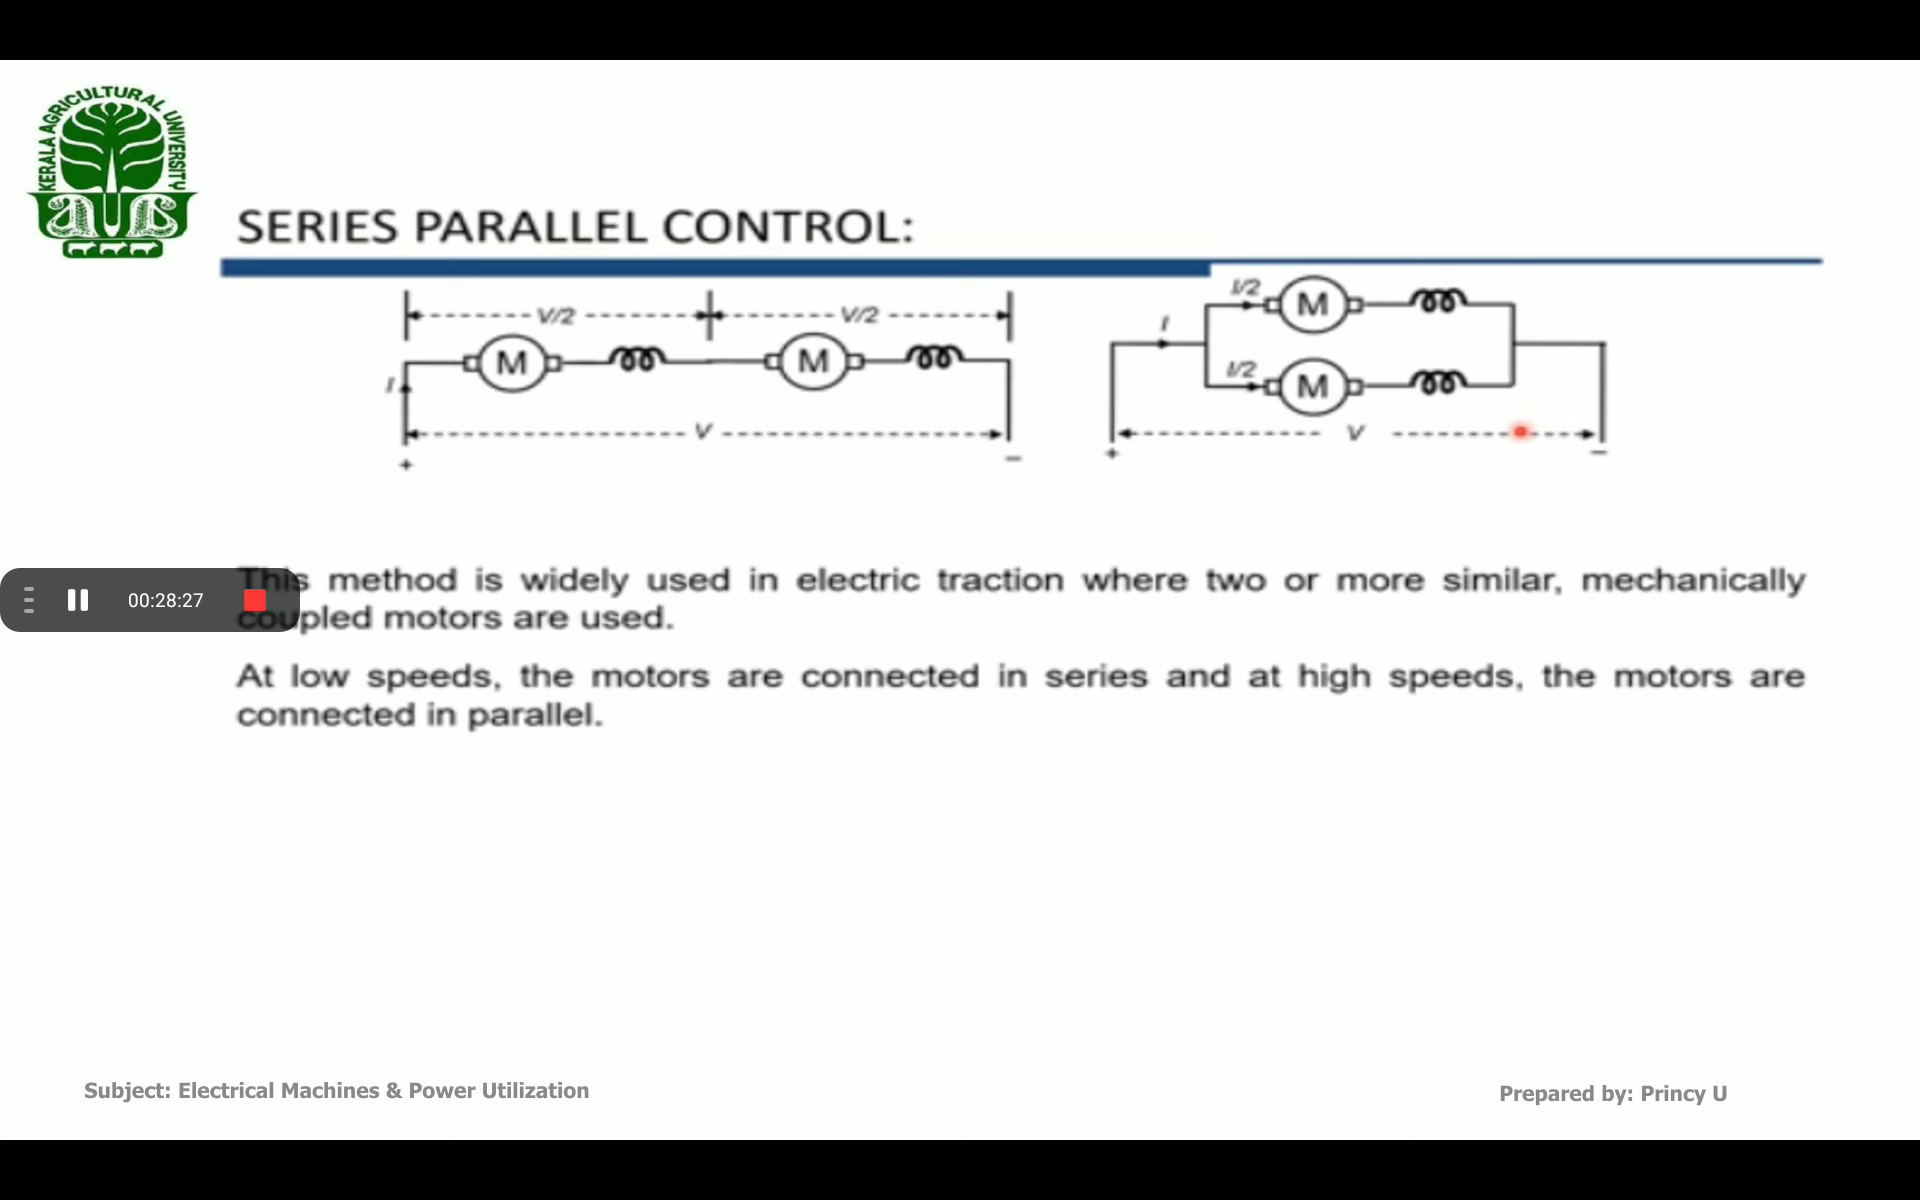 KERALA AGRICULTURAL UNIVERSITY
SERIES PARALLEL CONTROL:
V/2 V/2
M M
I
V
+ −
I/2
M
I
I/2
M
V
+ −
This method is widely used in electric traction where two or more similar, mechanically
coupled motors are used.
00:28:27
At low speeds, the motors are connected in series and at high speeds, the motors are
connected in parallel.
Subject: Electrical Machines & Power Utilization
Prepared by: Princy U